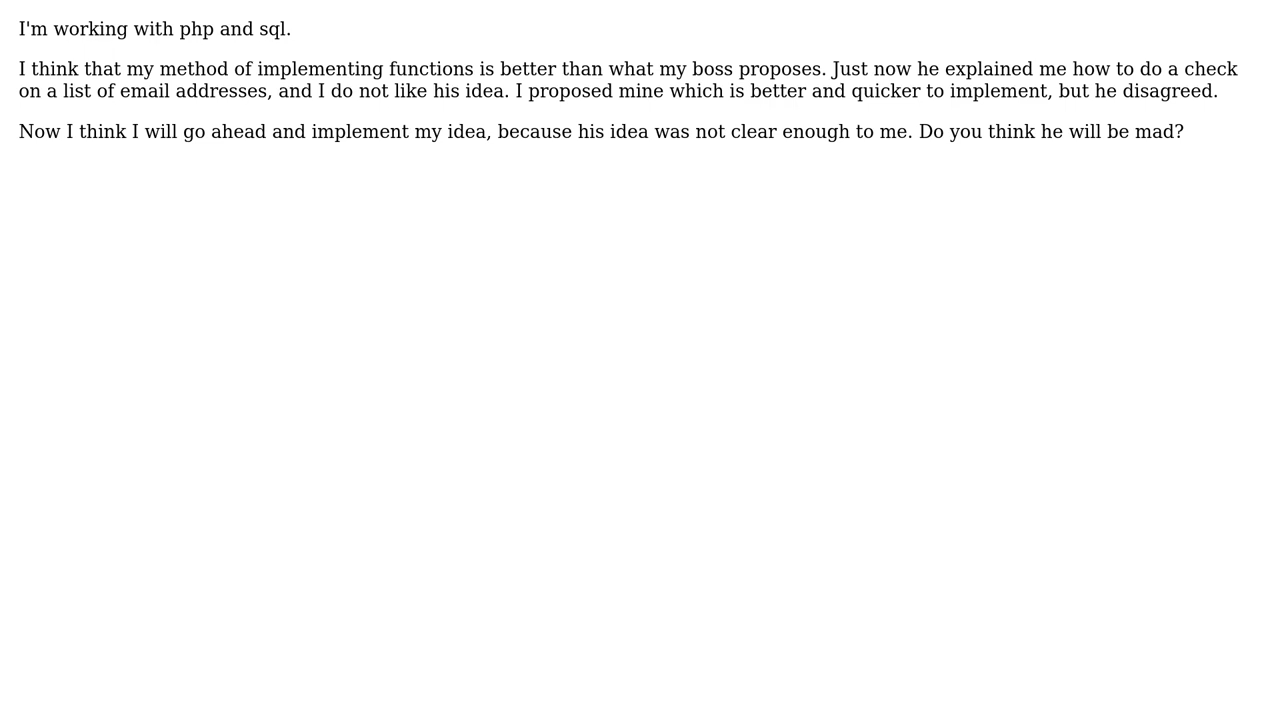 I'm working with php and sql.
I think that my method of implementing functions is better than what my boss proposes. Just now he explained me how to do a check
on a list of email addresses, and I do not like his idea. I proposed mine which is better and quicker to implement, but he disagreed.
Now I think I will go ahead and implement my idea, because his idea was not clear enough to me. Do you think he will be mad?